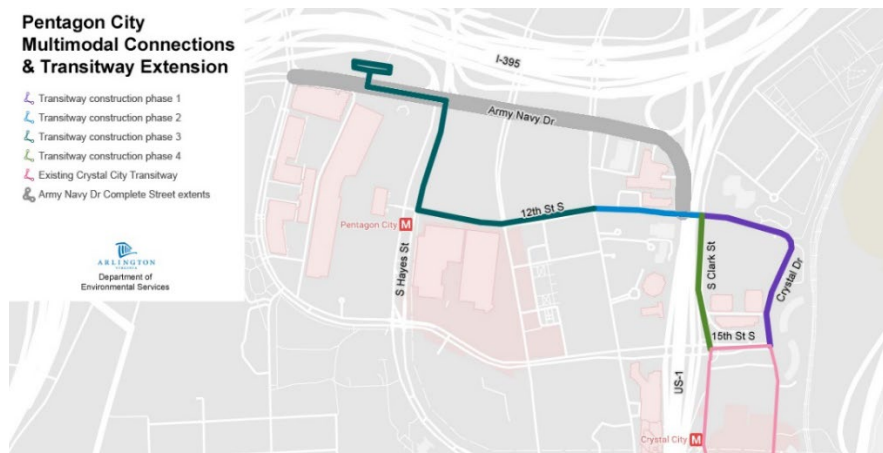 Pentagon City
Multimodal Connections
& Transitway Extension
Transitway construction phase 1
Transitway construction phase 2
Transitway construction phase 3
Transitway construction phase 4
Existing Crystal City Transitway
Army Navy Dr Complete Street extents
ARLINGTON
VIRGINIA
Department of
Environmental Services
I-395
Army Navy Dr
12th St S
Pentagon City M
S Hayes St
S Clark St
Crystal Dr
15th St S
US-1
Crystal City M